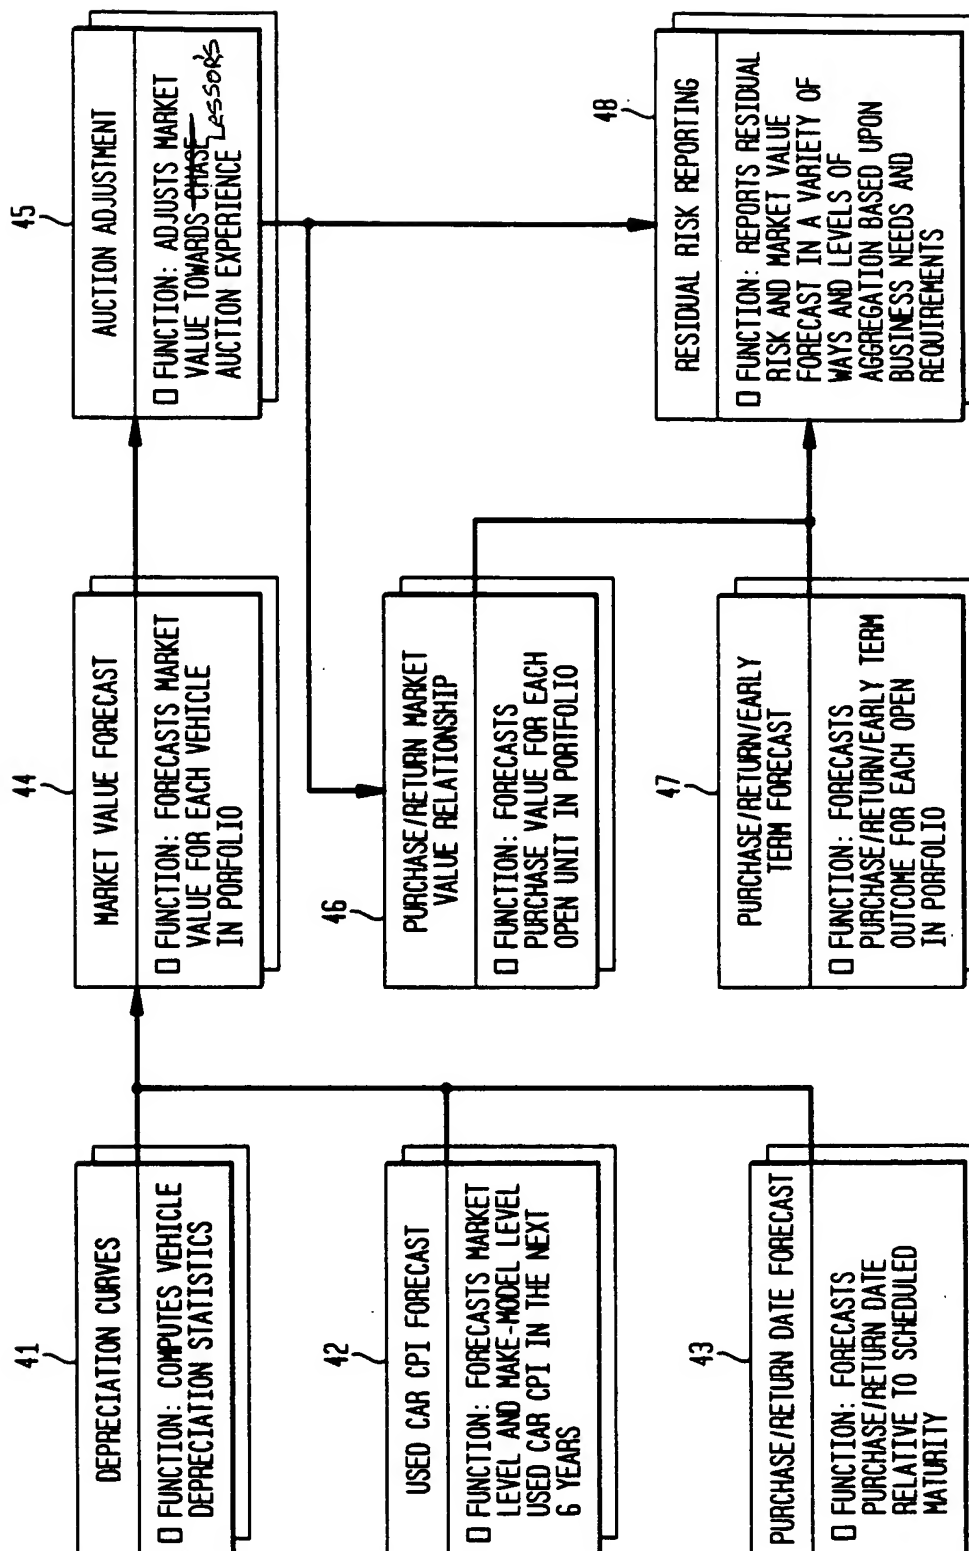 41
DEPRECIATION CURVES
▯ FUNCTION: COMPUTES VEHICLE
DEPRECIATION STATISTICS
42
USED CAR CPI FORECAST
▯ FUNCTION: FORECASTS MARKET
LEVEL AND MAKE-MODEL LEVEL
USED CAR CPI IN THE NEXT
6 YEARS
43
PURCHASE/RETURN DATE FORECAST
▯ FUNCTION: FORECASTS
PURCHASE/RETURN DATE
RELATIVE TO SCHEDULED
MATURITY
44
MARKET VALUE FORECAST
▯ FUNCTION: FORECASTS MARKET
VALUE FOR EACH VEHICLE
IN PORFOLIO
46
PURCHASE/RETURN MARKET
VALUE RELATIONSHIP
▯ FUNCTION: FORECASTS
PURCHASE VALUE FOR EACH
OPEN UNIT IN PORTFOLIO
47
PURCHASE/RETURN/EARLY
TERM FORECAST
▯ FUNCTION: FORECASTS
PURCHASE/RETURN/EARLY TERM
OUTCOME FOR EACH OPEN
IN PORFOLIO
45
AUCTION ADJUSTMENT
▯ FUNCTION: ADJUSTS MARKET
VALUE TOWARDS CHASE LESSOR'S
AUCTION EXPERIENCE
48
RESIDUAL RISK REPORTING
▯ FUNCTION: REPORTS RESIDUAL
RISK AND MARKET VALUE
FORECAST IN A VARIETY OF
WAYS AND LEVELS OF
AGGREGATION BASED UPON
BUSINESS NEEDS AND
REQUIREMENTS